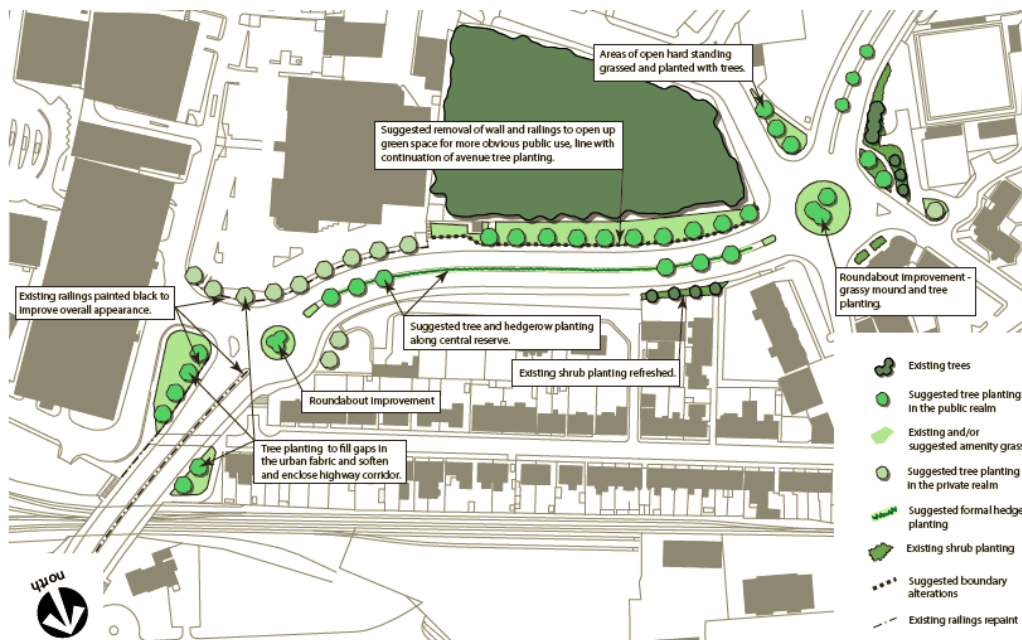 Areas of open hard standing
grassed and planted with trees.
Suggested removal of wall and railings to open up
green space for more obvious public use, line with
continuation of avenue tree planting.
Existing railings painted black to
improve overall appearance.
Suggested tree and hedgerow planting
along central reserve.
Roundabout Improvement -
grassy mound and tree
planting.
Existing shrub planting refreshed.
Roundabout Improvement
Tree planting to fill gaps in
the urban fabric and soften
and enclose highway corridor.
Existing trees
Suggested tree planting
in the public realm
Existing and/or
suggested amenity grass
Suggested tree planting
in the private realm
Suggested formal hedge
planting
Existing shrub planting
Suggested boundary
alterations
Existing railings repaint
north